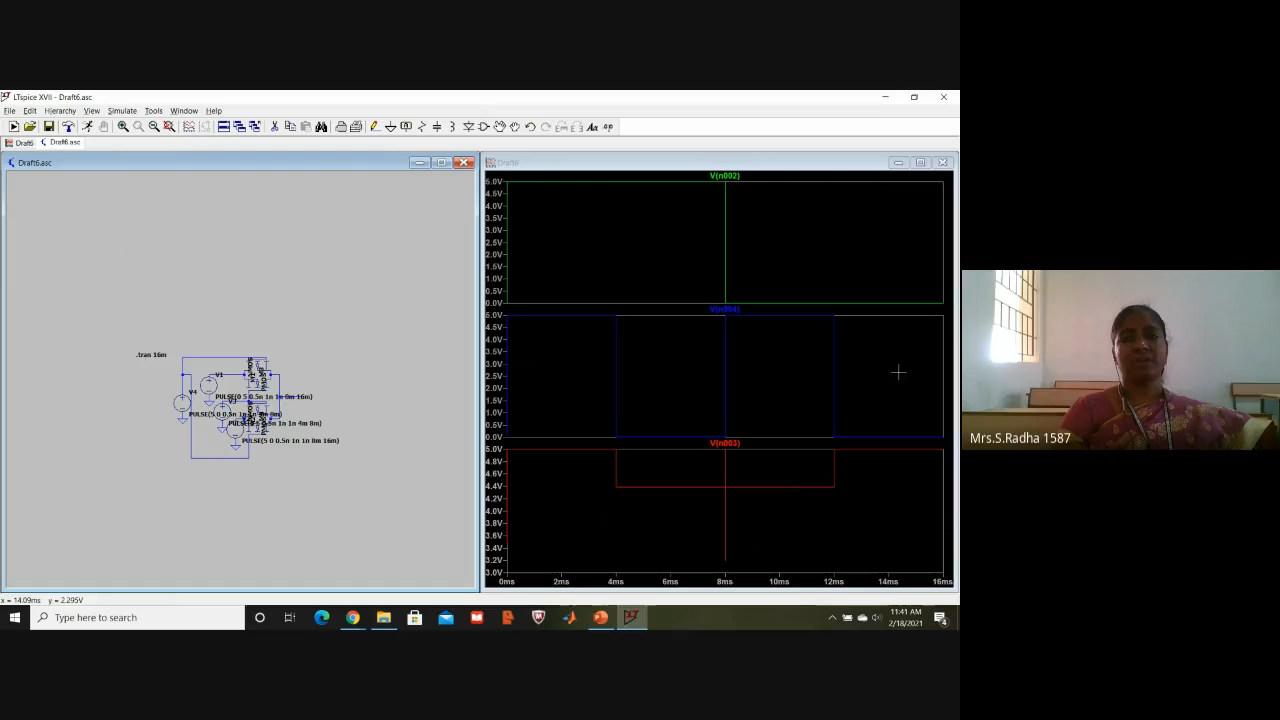 LTspice XVII - Draft6.asc
File Edit Hierarchy View Simulate Tools Window Help
Draft6 Draft6.asc
Draft6.asc
.tran 16m
V1
PULSE(0 5 0.5n 1n 1n 8m 16m)
V4
PULSE(5 0 0 0.5n 1n 1n 8m 16m)
Draft6
V(n002)
5.0V
4.5V
4.0V
3.5V
3.0V
2.5V
2.0V
1.5V
1.0V
0.5V
0.0V
V(n004)
5.0V
4.5V
4.0V
3.5V
3.0V
2.5V
2.0V
1.5V
1.0V
0.5V
0.0V
V(n003)
5.0V
4.8V
4.6V
4.4V
4.2V
4.0V
3.8V
3.6V
3.4V
3.2V
3.0V
0ms 2ms 4ms 6ms 8ms 10ms 12ms 14ms 16ms
x = 14.09ms y = 2.295V
Type here to search
11:41 AM
2/18/2021
4
Mrs.S.Radha 1587